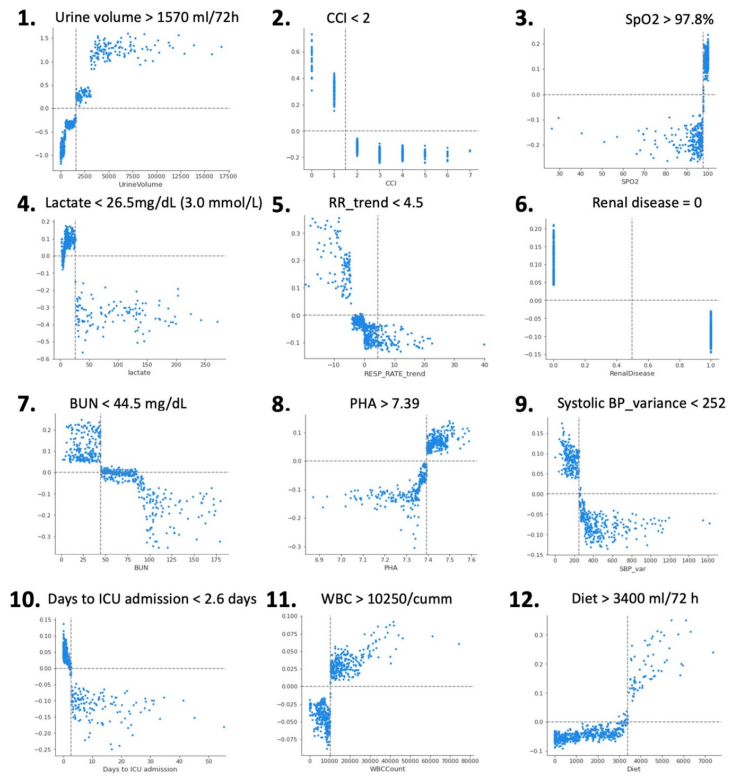 1. Urine volume > 1570 ml/72h
1.5
1.0
0.5
0.0
−0.5
−1.0
0 2500 5000 7500 10000 12500 15000 17500
UrineVolume
2. CCI < 2
0.6
0.4
0.2
0.0
−0.2
0 1 2 3 4 5 6 7
CCI
3. SpO2 > 97.8%
0.2
0.1
0.0
−0.1
−0.2
30 40 50 60 70 80 90 100
SPO2
4. Lactate < 26.5mg/dL (3.0 mmol/L)
0.2
0.1
0.0
−0.1
−0.2
−0.3
−0.4
−0.5
−0.6
0 50 100 150 200 250
lactate
5. RR_trend < 4.5
0.3
0.2
0.1
0.0
−0.1
−10 0 10 20 30 40
RESP_RATE_trend
6. Renal disease = 0
0.20
0.15
0.10
0.05
0.00
−0.05
−0.10
−0.15
0.0 0.2 0.4 0.6 0.8 1.0
RenalDisease
7. BUN < 44.5 mg/dL
0.2
0.1
0.0
−0.1
−0.2
−0.3
0 25 50 75 100 125 150 175
BUN
8. PHA > 7.39
0.1
0.0
−0.1
−0.2
−0.3
6.9 7.0 7.1 7.2 7.3 7.4 7.5 7.6
PHA
9. Systolic BP_variance < 252
0.15
0.10
0.05
0.00
−0.05
−0.10
−0.15
0 200 400 600 800 1000 1200 1400 1600
SBP_var
10. Days to ICU admission < 2.6 days
0.15
0.10
0.05
0.00
−0.05
−0.10
−0.15
−0.20
−0.25
0 10 20 30 40 50
Days to ICU admission
11. WBC > 10250/cumm
0.100
0.075
0.050
0.025
0.000
−0.025
−0.050
−0.075
0 10000 20000 30000 40000 50000 60000 70000 80000
WBCCount
12. Diet > 3400 ml/72 h
0.3
0.2
0.1
0.0
−0.1
0 1000 2000 3000 4000 5000 6000 7000
Diet